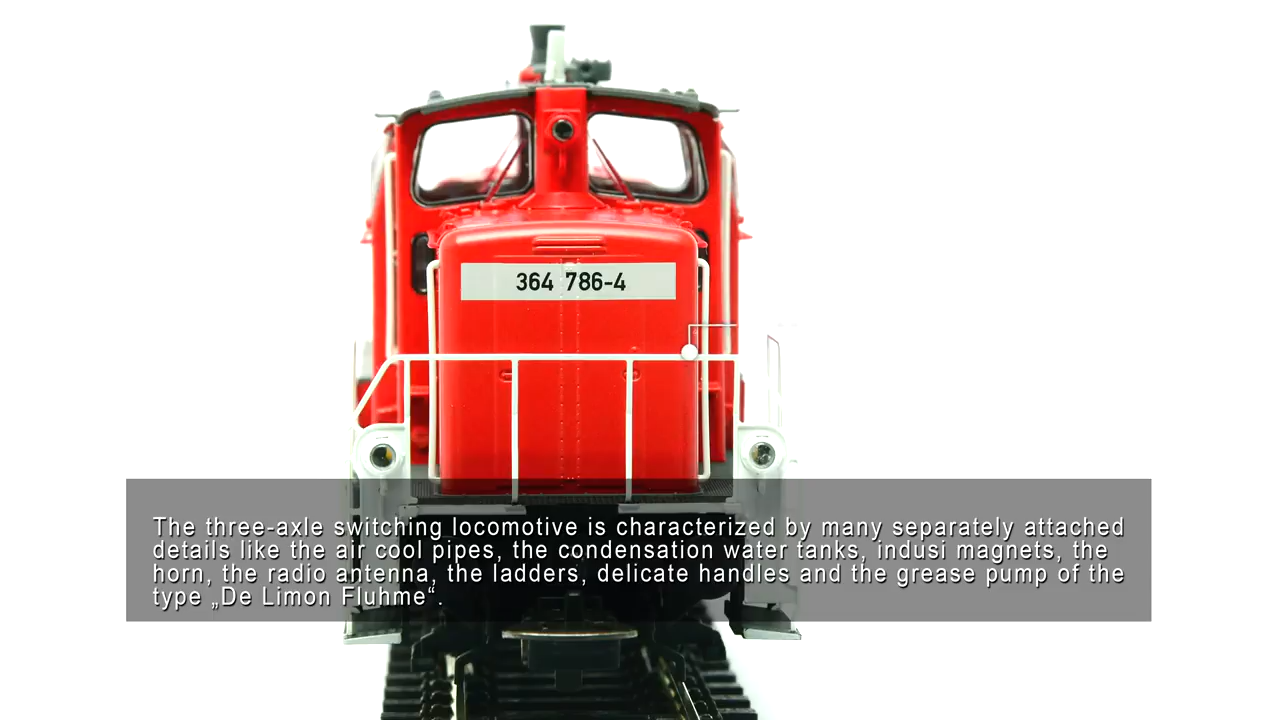 364 786-4
The three-axle switching locomotive is characterized by many separately attached
details like the air cool pipes, the condensation water tanks, indusi magnets, the
horn, the radio antenna, the ladders, delicate handles and the grease pump of the
type „De Limon Fluhme“.